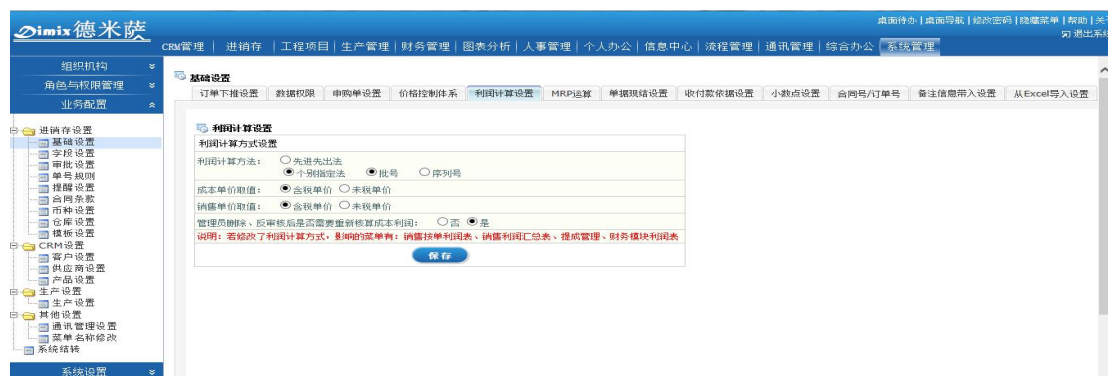 Dimix德米萨
桌面待办 | 桌面导航 | 修改密码 | 隐藏菜单 | 帮助 | 关于
退出系统
CRM管理 | 进销存 | 工程项目 | 生产管理 | 财务管理 | 图表分析 | 人事管理 | 个人办公 | 信息中心 | 流程管理 | 通讯管理 | 综合办公 | 系统管理
组织机构
角色与权限管理
业务配置
进销存设置
基础设置
字段设置
审批设置
单号规则
提醒设置
合同条款
币种设置
仓库设置
模板设置
CRM设置
客户设置
供应商设置
产品设置
生产设置
生产设置
其他设置
通讯管理设置
菜单名称修改
系统结转
系统设置
基础设置
订单下推设置 数据权限 申购单设置 价格控制体系 利润计算设置 MRP运算 单据现结设置 收付款依据设置 小数点设置 合同号/订单号 备注信息带入设置 从Excel导入设置
利润计算设置
利润计算方式设置
利润计算方法: 先进先出法
个别指定法 批号 序列号
成本单价取值: 含税单价 未税单价
销售单价取值: 含税单价 未税单价
管理员删除、反审核后是否需要重新核算成本利润: 否 是
说明:若修改了利润计算方式,影响的菜单有:销售按单利润表、销售利润汇总表、提成管理、财务模块利润表
保存